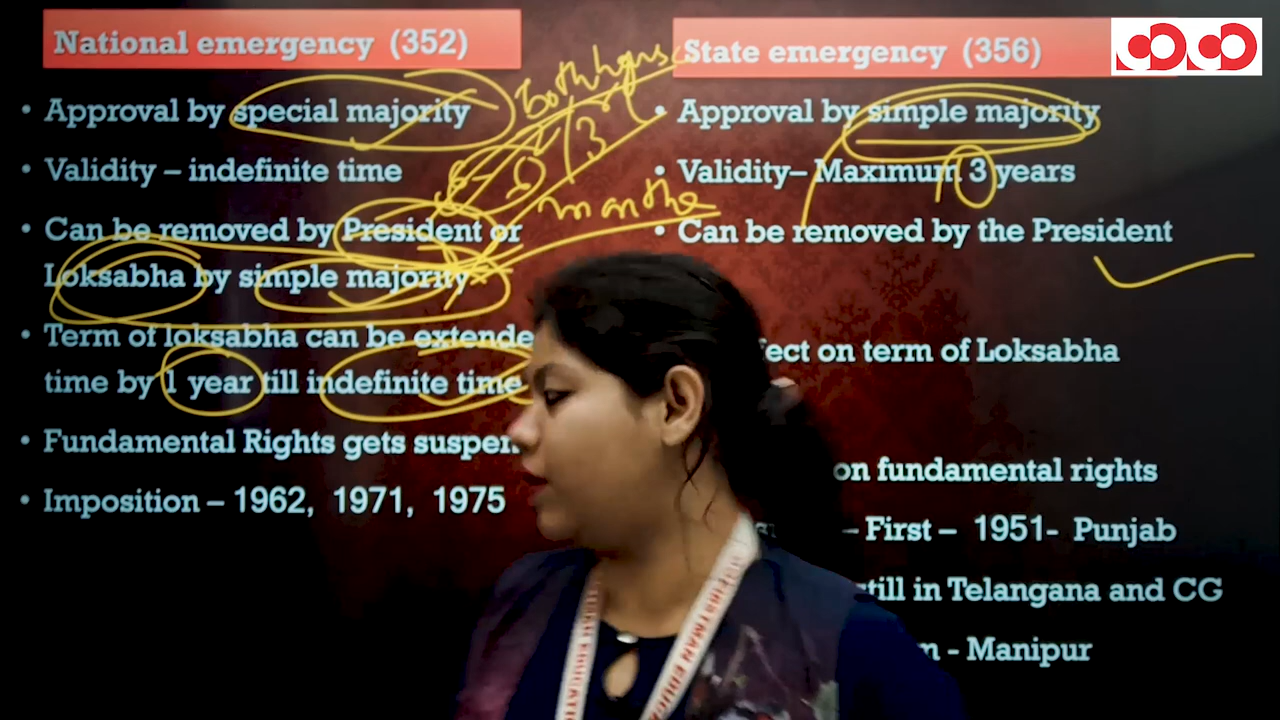 National emergency (352)
• Approval by special majority
• Validity – indefinite time
• Can be removed by President or
Loksabha by simple majority
• Term of loksabha can be extende
time by 1 year till indefinite time
• Fundamental Rights gets suspen
• Imposition – 1962, 1971, 1975
both
months
State emergency (356)
• Approval by simple majority
• Validity– Maximum 3 years
• Can be removed by the President
fect on term of Loksabha
on fundamental rights
– First – 1951- Punjab
till in Telangana and CG
- Manipur